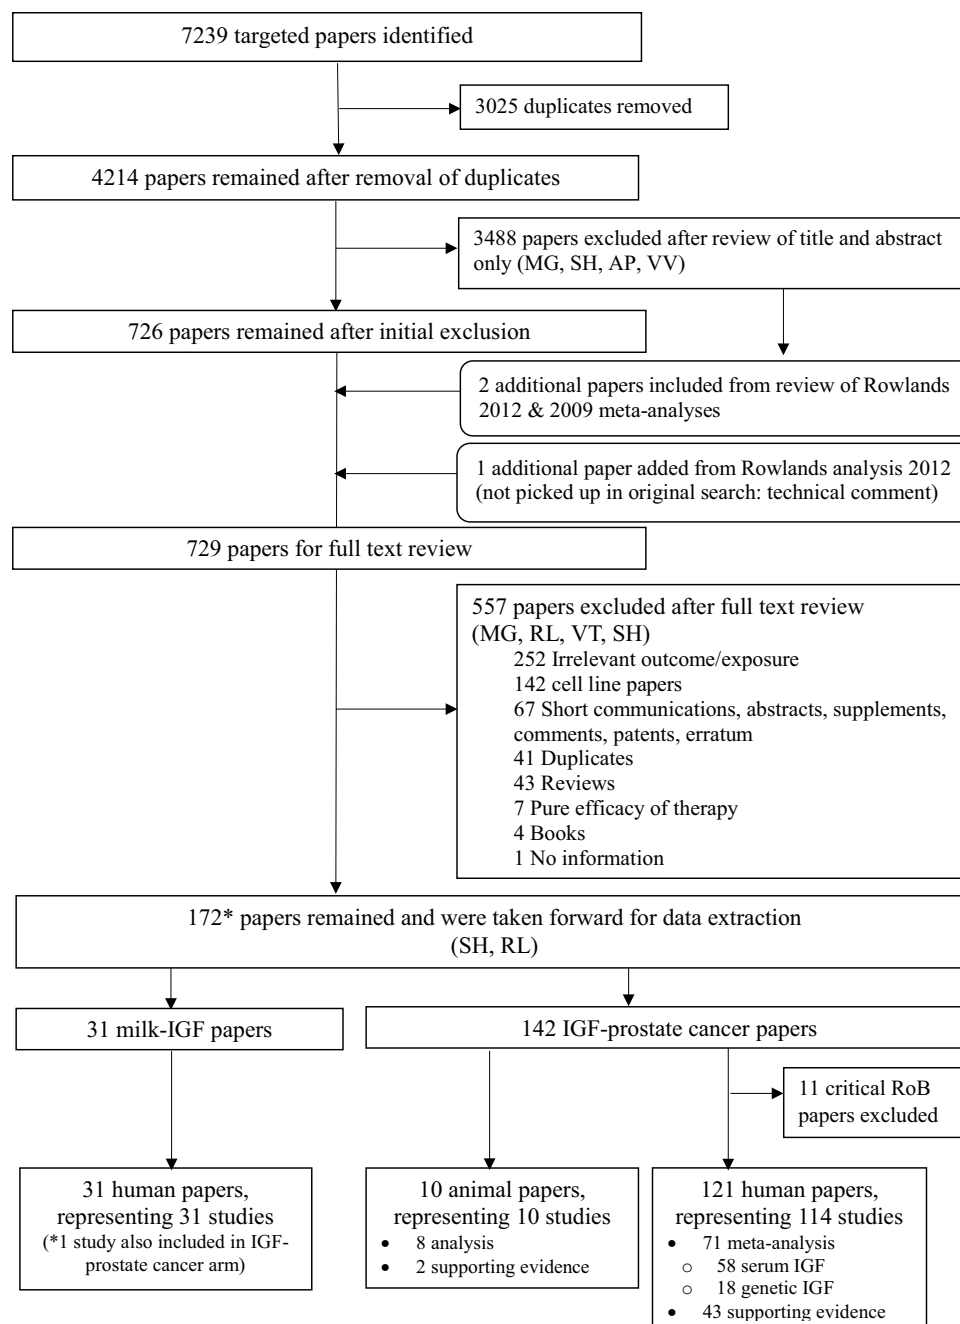 7239 targeted papers identified
3025 duplicates removed
4214 papers remained after removal of duplicates
3488 papers excluded after review of title and abstract
only (MG, SH, AP, VV)
726 papers remained after initial exclusion
2 additional papers included from review of Rowlands
2012 & 2009 meta-analyses
1 additional paper added from Rowlands analysis 2012
(not picked up in original search: technical comment)
729 papers for full text review
557 papers excluded after full text review
(MG, RL, VT, SH)
252 Irrelevant outcome/exposure
142 cell line papers
67 Short communications, abstracts, supplements,
comments, patents, erratum
41 Duplicates
43 Reviews
7 Pure efficacy of therapy
4 Books
1 No information
172* papers remained and were taken forward for data extraction
(SH, RL)
31 milk-IGF papers
142 IGF-prostate cancer papers
11 critical RoB
papers excluded
31 human papers,
representing 31 studies
(*1 study also included in IGF-
prostate cancer arm)
10 animal papers,
representing 10 studies
• 8 analysis
• 2 supporting evidence
121 human papers,
representing 114 studies
• 71 meta-analysis
o 58 serum IGF
o 18 genetic IGF
• 43 supporting evidence